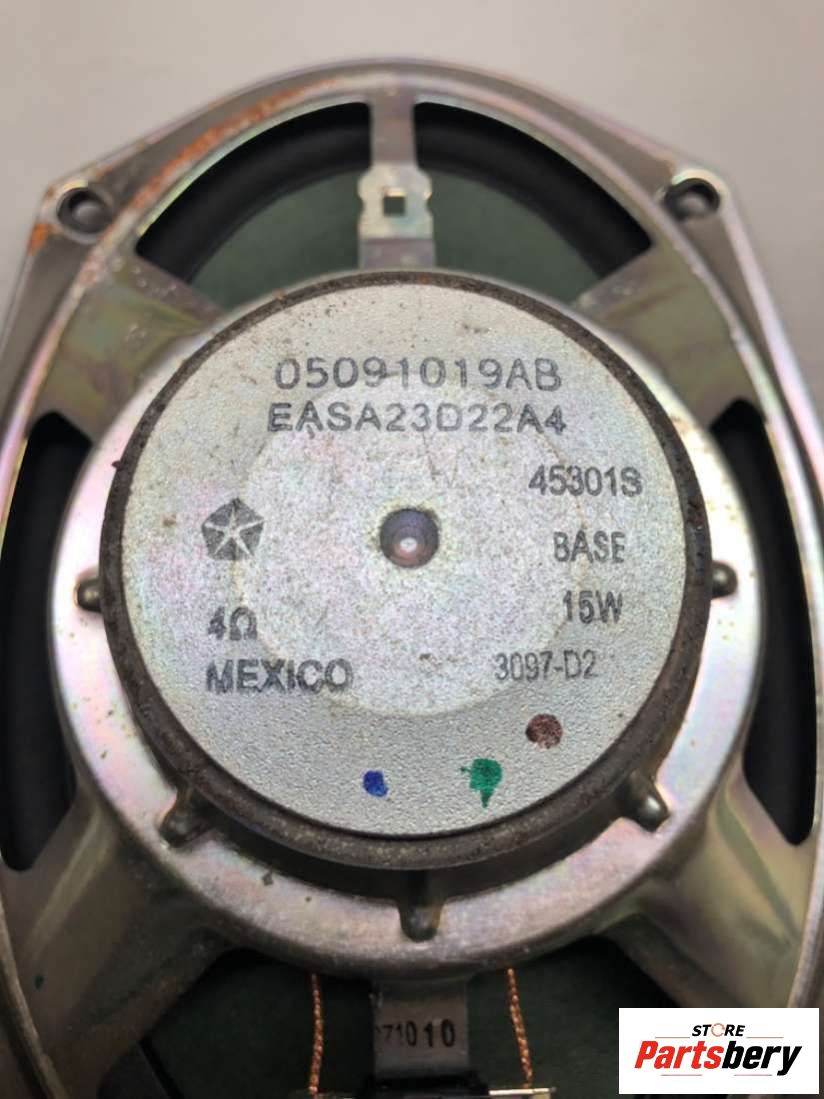 05091019AB
EASA23D22A4
45301S
BASE
4Ω 15W
MEXICO 3097-D2
71010
STORE
Partsbery